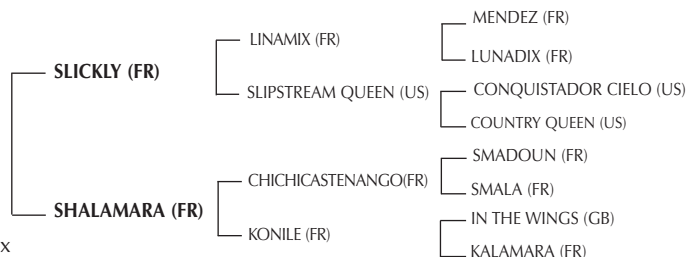 MENDEZ (FR)
LINAMIX (FR)
LUNADIX (FR)
SLICKLY (FR)
SLIPSTREAM QUEEN (US)
CONQUISTADOR CIELO (US)
COUNTRY QUEEN (US)
SMADOUN (FR)
CHICHICASTENANGO(FR)
SMALA (FR)
SHALAMARA (FR)
IN THE WINGS (GB)
KONILE (FR)
x
KALAMARA (FR)